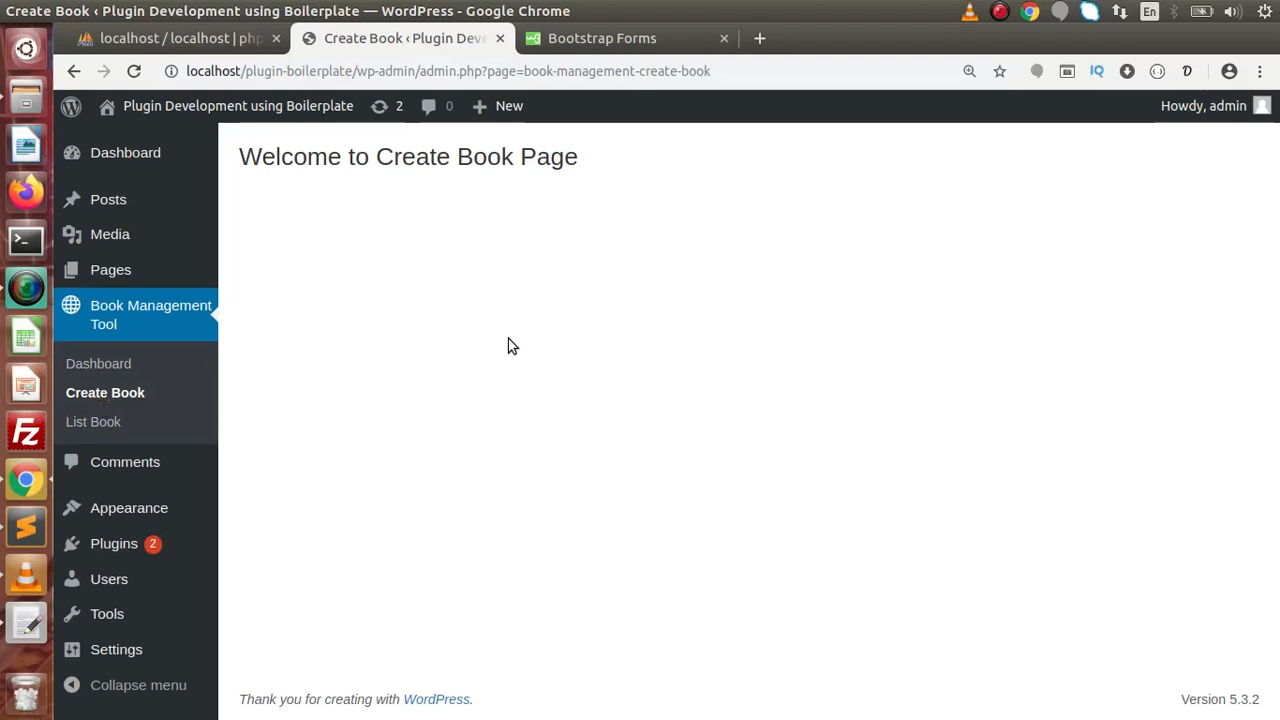 Create Book ‹ Plugin Development using Boilerplate — WordPress - Google Chrome
En
localhost / localhost | php
Create Book ‹ Plugin Deve
Bootstrap Forms
localhost/plugin-boilerplate/wp-admin/admin.php?page=book-management-create-book
IQ
Plugin Development using Boilerplate
2
0
New
Howdy, admin
Dashboard
Posts
Media
Pages
Book Management
Tool
Dashboard
Create Book
List Book
Comments
Appearance
Plugins 2
Users
Tools
Settings
Collapse menu
Welcome to Create Book Page
Thank you for creating with WordPress.
Version 5.3.2